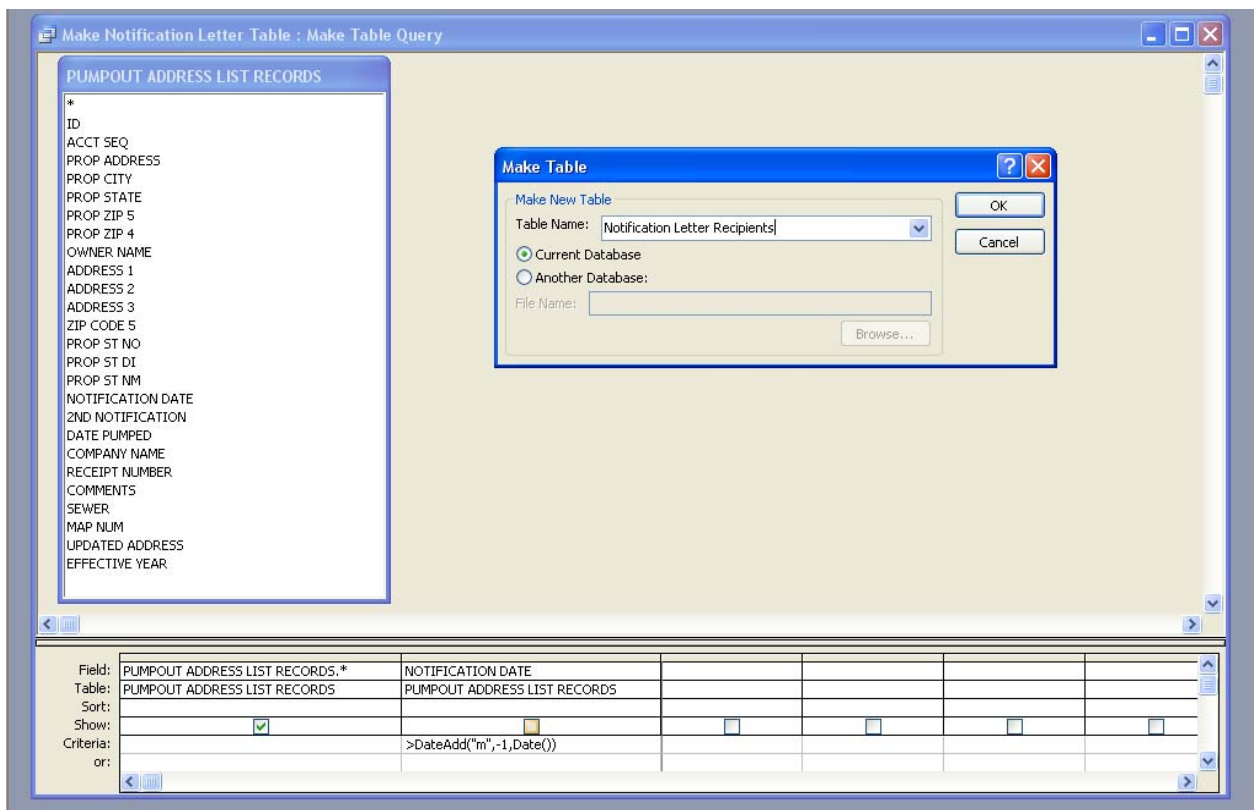 Make Notification Letter Table : Make Table Query
PUMPOUT ADDRESS LIST RECORDS
*
ID
ACCT SEQ
PROP ADDRESS
PROP CITY
PROP STATE
PROP ZIP 5
PROP ZIP 4
OWNER NAME
ADDRESS 1
ADDRESS 2
ADDRESS 3
ZIP CODE 5
PROP ST NO
PROP ST DI
PROP ST NM
NOTIFICATION DATE
2ND NOTIFICATION
DATE PUMPED
COMPANY NAME
RECEIPT NUMBER
COMMENTS
SEWER
MAP NUM
UPDATED ADDRESS
EFFECTIVE YEAR
Make Table
Make New Table
Table Name: Notification Letter Recipients
Current Database
Another Database:
File Name:
Browse...
OK
Cancel
Field: PUMPOUT ADDRESS LIST RECORDS.* NOTIFICATION DATE
Table: PUMPOUT ADDRESS LIST RECORDS PUMPOUT ADDRESS LIST RECORDS
Sort:
Show:
Criteria: >DateAdd("m",-1,Date())
or: